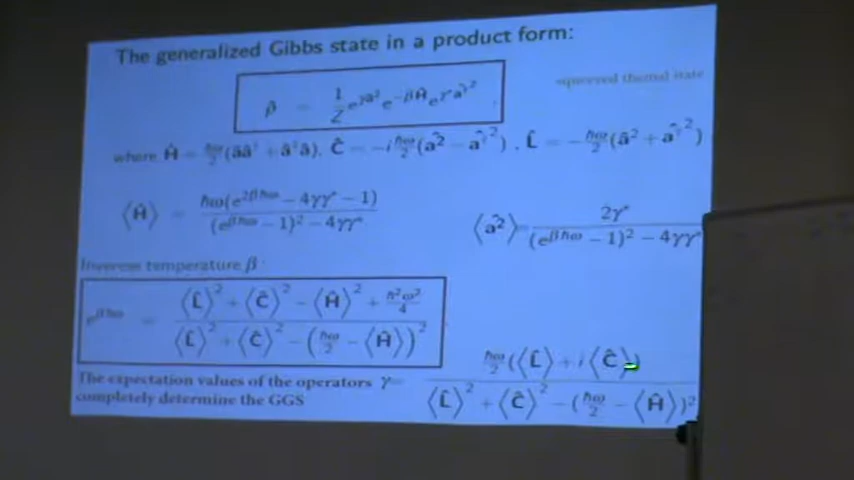 The generalized Gibbs state in a product form:
ρ̂ = 1/Z e^{γâ²} e^{-βĤ} e^{γ*â†²},
squeezed thermal state
where Ĥ = ħω/2(ââ† + â†â), Ĉ = -i ħω/2(â² - â†²), L̂ = -ħω/2(â² + â†²)
⟨Ĥ⟩ = ħω(e^{2βħω} - 4γγ* - 1) / (e^{βħω} - 1)² - 4γγ*
⟨â²⟩ = 2γ* / (e^{βħω} - 1)² - 4γγ*
Inverse temperature β
e^{βħω} = ⟨L̂⟩² + ⟨Ĉ⟩² - ⟨Ĥ⟩² + ħ²ω²/4 / ⟨L̂⟩² + ⟨Ĉ⟩² - (ħω/2 - ⟨Ĥ⟩)²
The expectation values of the operators
completely determine the GGS
γ= ħω/2(⟨L̂⟩ + i⟨Ĉ⟩) / ⟨L̂⟩² + ⟨Ĉ⟩² - (ħω/2 - ⟨Ĥ⟩)²